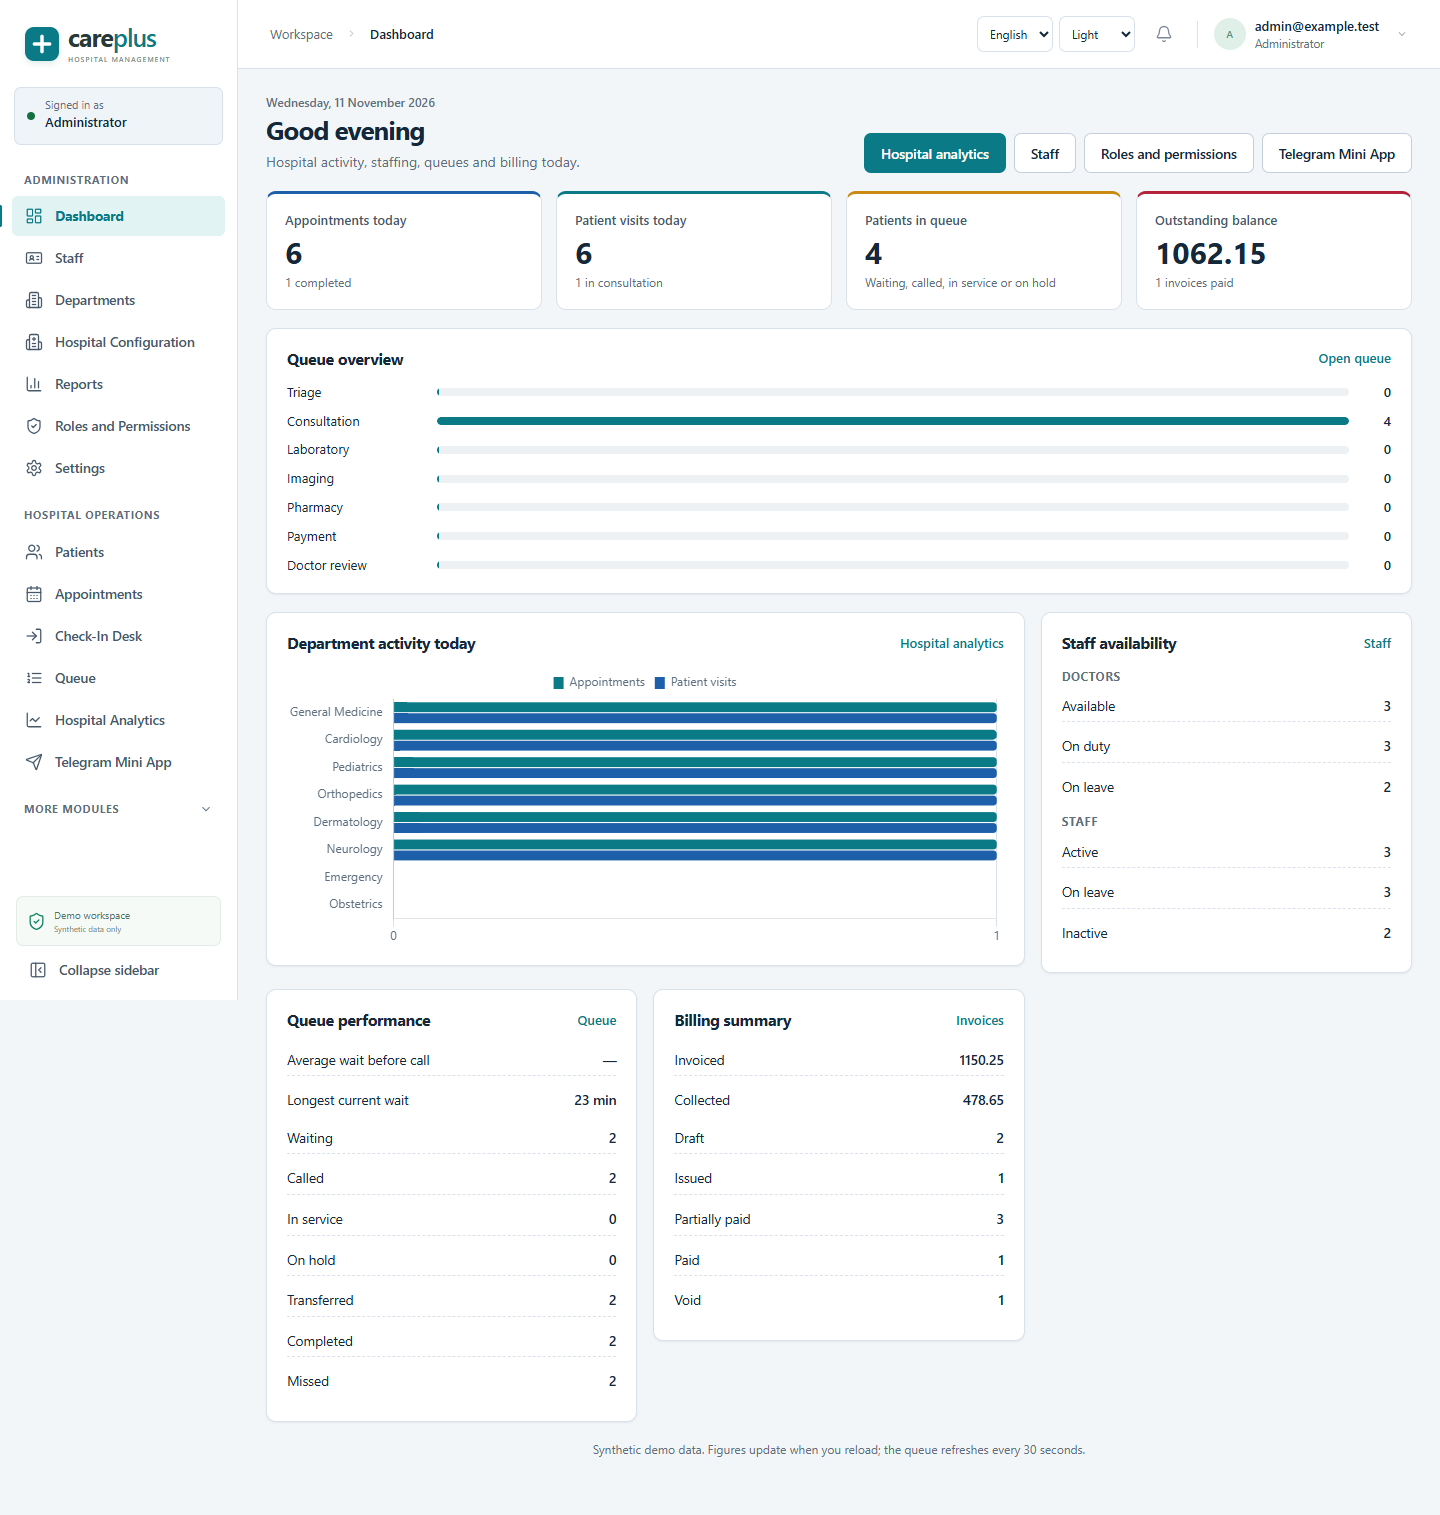 careplus
HOSPITAL MANAGEMENT
Signed in as
Administrator
ADMINISTRATION
Dashboard
Staff
Departments
Hospital Configuration
Reports
Roles and Permissions
Settings
HOSPITAL OPERATIONS
Patients
Appointments
Check-In Desk
Queue
Hospital Analytics
Telegram Mini App
MORE MODULES
Demo workspace
Synthetic data only
Collapse sidebar
Workspace Dashboard
English Light
A
admin@example.test
Administrator
Wednesday, 11 November 2026
Good evening
Hospital activity, staffing, queues and billing today.
Hospital analytics Staff Roles and permissions Telegram Mini App
Appointments today
6
1 completed
Patient visits today
6
1 in consultation
Patients in queue
4
Waiting, called, in service or on hold
Outstanding balance
1062.15
1 invoices paid
Queue overview Open queue
Triage 0
Consultation 4
Laboratory 0
Imaging 0
Pharmacy 0
Payment 0
Doctor review 0
Department activity today Hospital analytics
Appointments Patient visits
General Medicine
Cardiology
Pediatrics
Orthopedics
Dermatology
Neurology
Emergency
Obstetrics
0 1
Staff availability Staff
DOCTORS
Available 3
On duty 3
On leave 2
STAFF
Active 3
On leave 3
Inactive 2
Queue performance Queue
Average wait before call —
Longest current wait 23 min
Waiting 2
Called 2
In service 0
On hold 0
Transferred 2
Completed 2
Missed 2
Billing summary Invoices
Invoiced 1150.25
Collected 478.65
Draft 2
Issued 1
Partially paid 3
Paid 1
Void 1
Synthetic demo data. Figures update when you reload; the queue refreshes every 30 seconds.